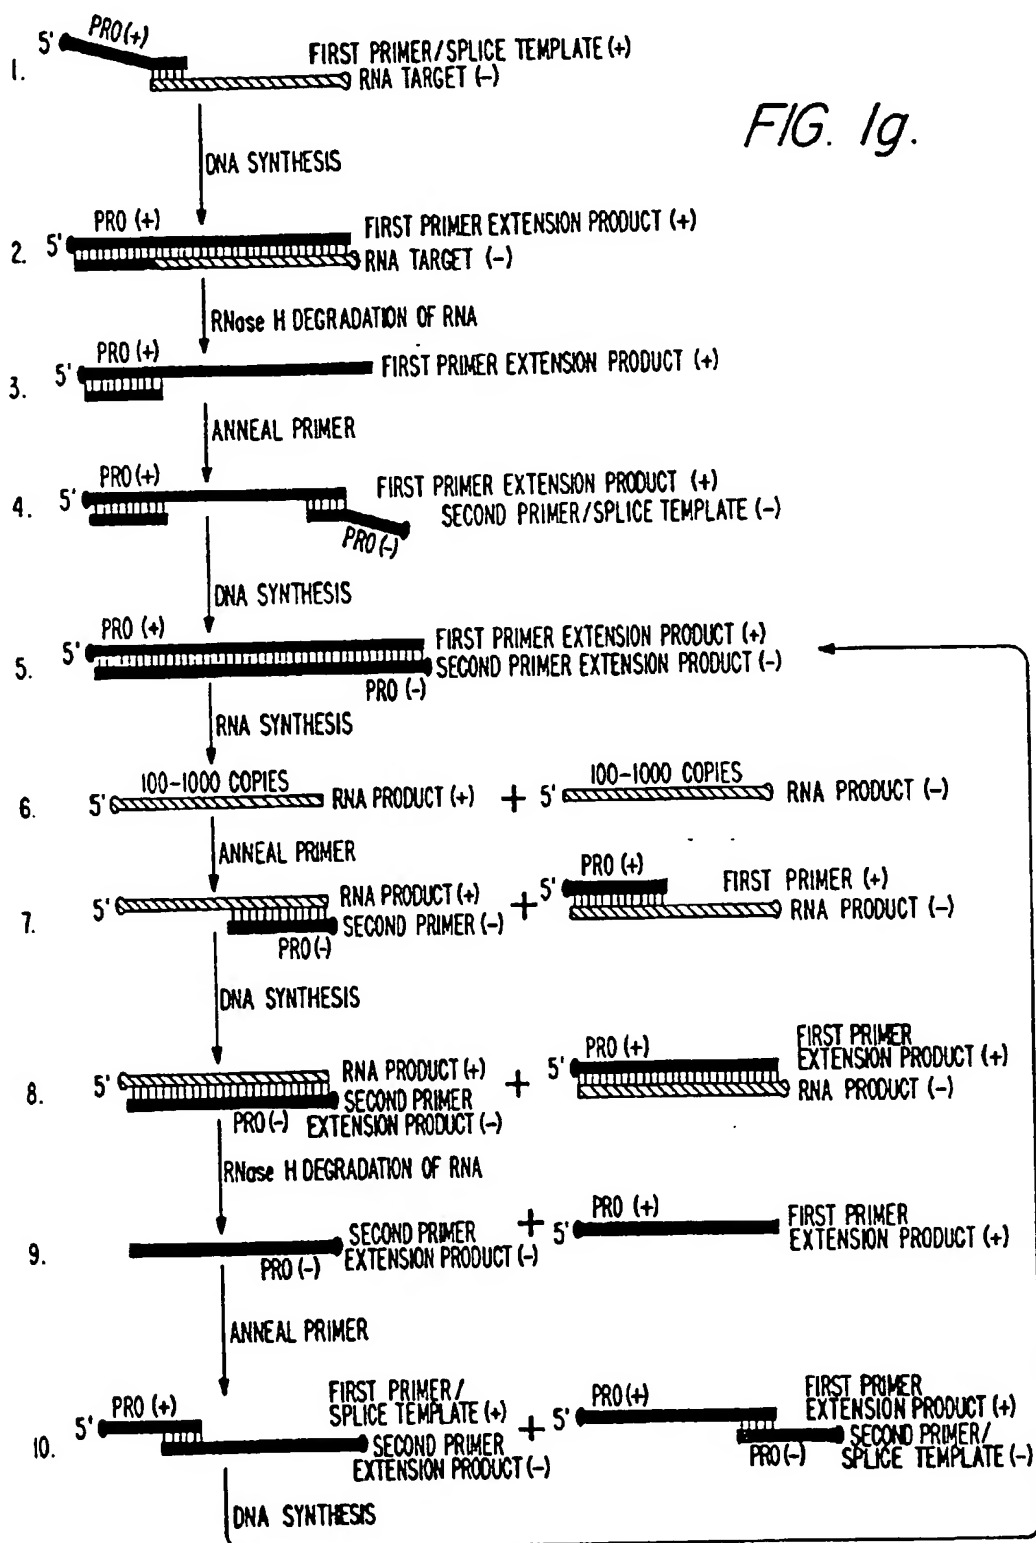 FIG. 1g.
1.
5' PRO(+)
FIRST PRIMER/SPLICE TEMPLATE (+)
RNA TARGET (-)
DNA SYNTHESIS
2.
PRO (+)
5'
FIRST PRIMER EXTENSION PRODUCT (+)
RNA TARGET (-)
RNase H DEGRADATION OF RNA
3.
PRO (+)
5'
FIRST PRIMER EXTENSION PRODUCT (+)
ANNEAL PRIMER
4.
PRO(+)
5'
FIRST PRIMER EXTENSION PRODUCT (+)
SECOND PRIMER/SPLICE TEMPLATE (-)
PRO(-)
DNA SYNTHESIS
5.
PRO (+)
5'
FIRST PRIMER EXTENSION PRODUCT (+)
SECOND PRIMER EXTENSION PRODUCT (-)
PRO (-)
RNA SYNTHESIS
6.
100-1000 COPIES
5' RNA PRODUCT (+)
+
100-1000 COPIES
5' RNA PRODUCT (-)
ANNEAL PRIMER
7.
5' RNA PRODUCT (+)
SECOND PRIMER (-)
PRO(-)
+
PRO (+)
5' FIRST PRIMER (+)
RNA PRODUCT (-)
DNA SYNTHESIS
8.
5' RNA PRODUCT (+)
SECOND PRIMER
PRO(-) EXTENSION PRODUCT (-)
+
PRO (+)
5'
FIRST PRIMER
EXTENSION PRODUCT (+)
RNA PRODUCT (-)
RNase H DEGRADATION OF RNA
9.
SECOND PRIMER
EXTENSION PRODUCT (-)
PRO (-)
+
PRO (+)
5'
FIRST PRIMER
EXTENSION PRODUCT (+)
ANNEAL PRIMER
10.
PRO (+)
5'
FIRST PRIMER/
SPLICE TEMPLATE (+)
SECOND PRIMER
EXTENSION PRODUCT (-)
+
PRO(+)
5'
FIRST PRIMER
EXTENSION PRODUCT (+)
SECOND PRIMER/
PRO(-) SPLICE TEMPLATE (-)
DNA SYNTHESIS